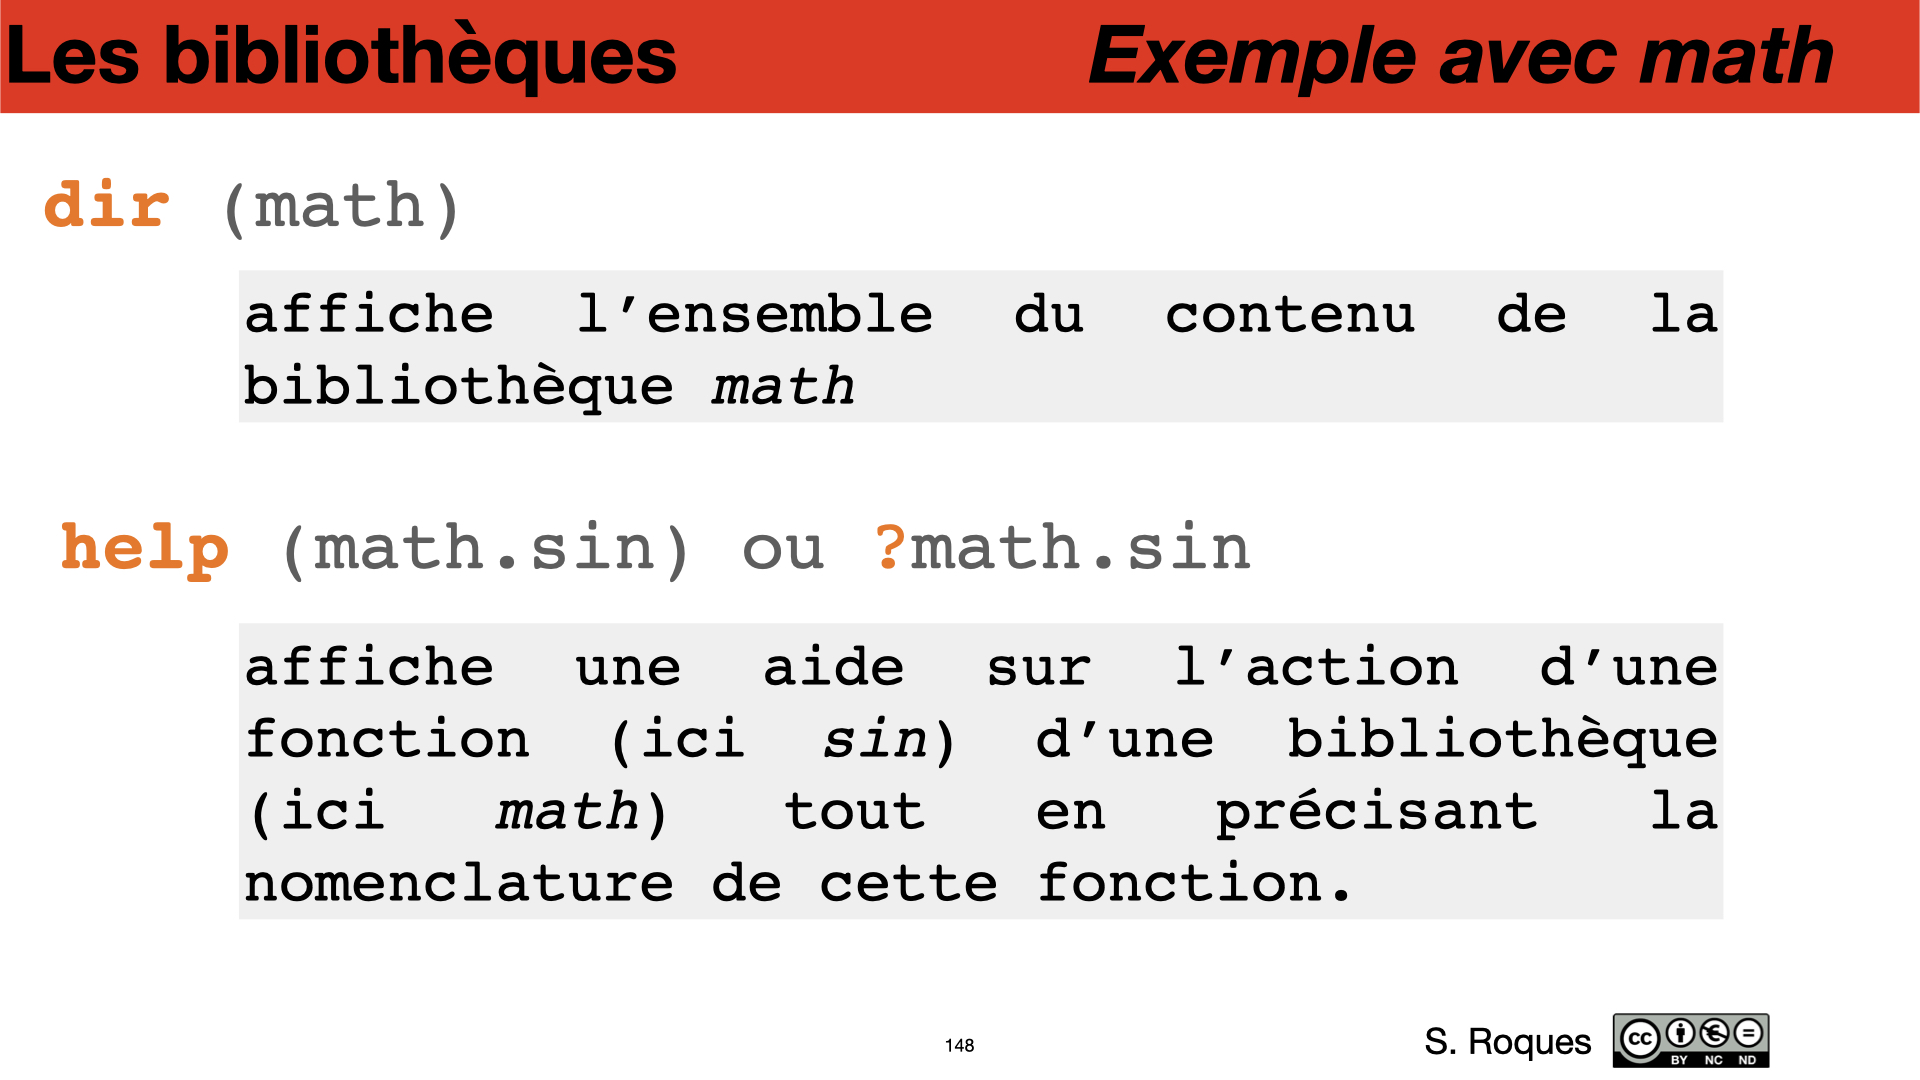 Les bibliothèques Exemple avec math
dir (math)
affiche l’ensemble du contenu de la
bibliothèque math
help (math.sin) ou ?math.sin
affiche une aide sur l’action d’une
fonction (ici sin) d’une bibliothèque
(ici math) tout en précisant la
nomenclature de cette fonction.
148
S. Roques
cc
BY NC ND